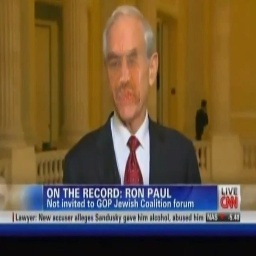 ON THE RECORD: RON PAUL
Not invited to GOP Jewish Coalition forum
LIVE
CNN
Lawyer: New accuser alleges Sandusky gave him alcohol, abused him
NAS